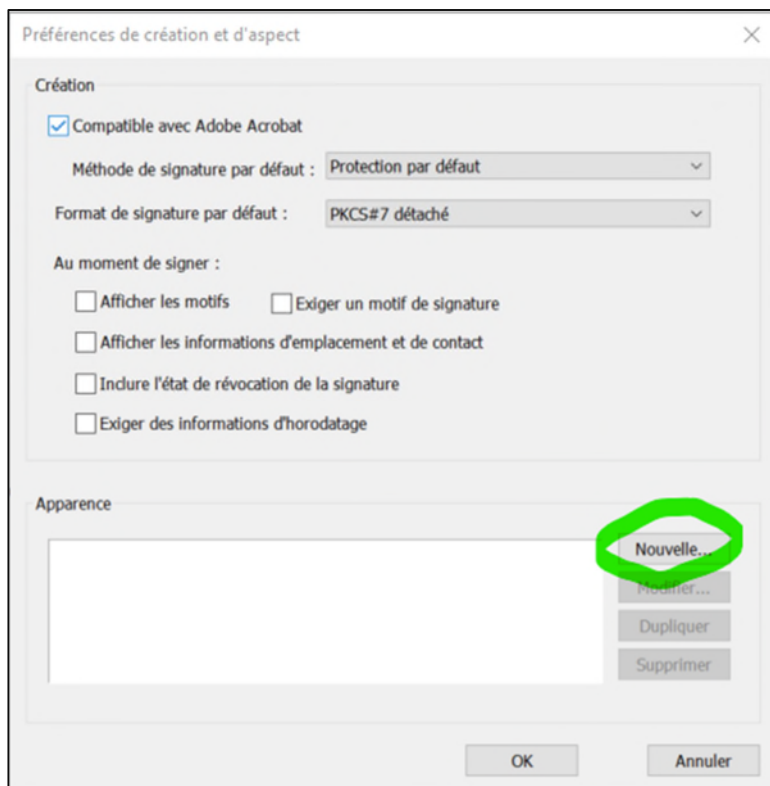 Préférences de création et d'aspect
Création
Compatible avec Adobe Acrobat
Méthode de signature par défaut : Protection par défaut
Format de signature par défaut : PKCS#7 détaché
Au moment de signer :
Afficher les motifs Exiger un motif de signature
Afficher les informations d'emplacement et de contact
Inclure l'état de révocation de la signature
Exiger des informations d'horodatage
Apparence
Nouvelle...
Modifier...
Dupliquer
Supprimer
OK Annuler